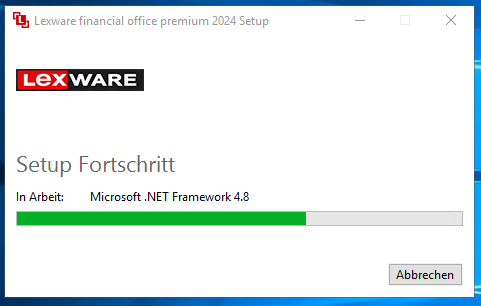 Lexware financial office premium 2024 Setup
LEXWARE
Setup Fortschritt
In Arbeit: Microsoft .NET Framework 4.8
Abbrechen